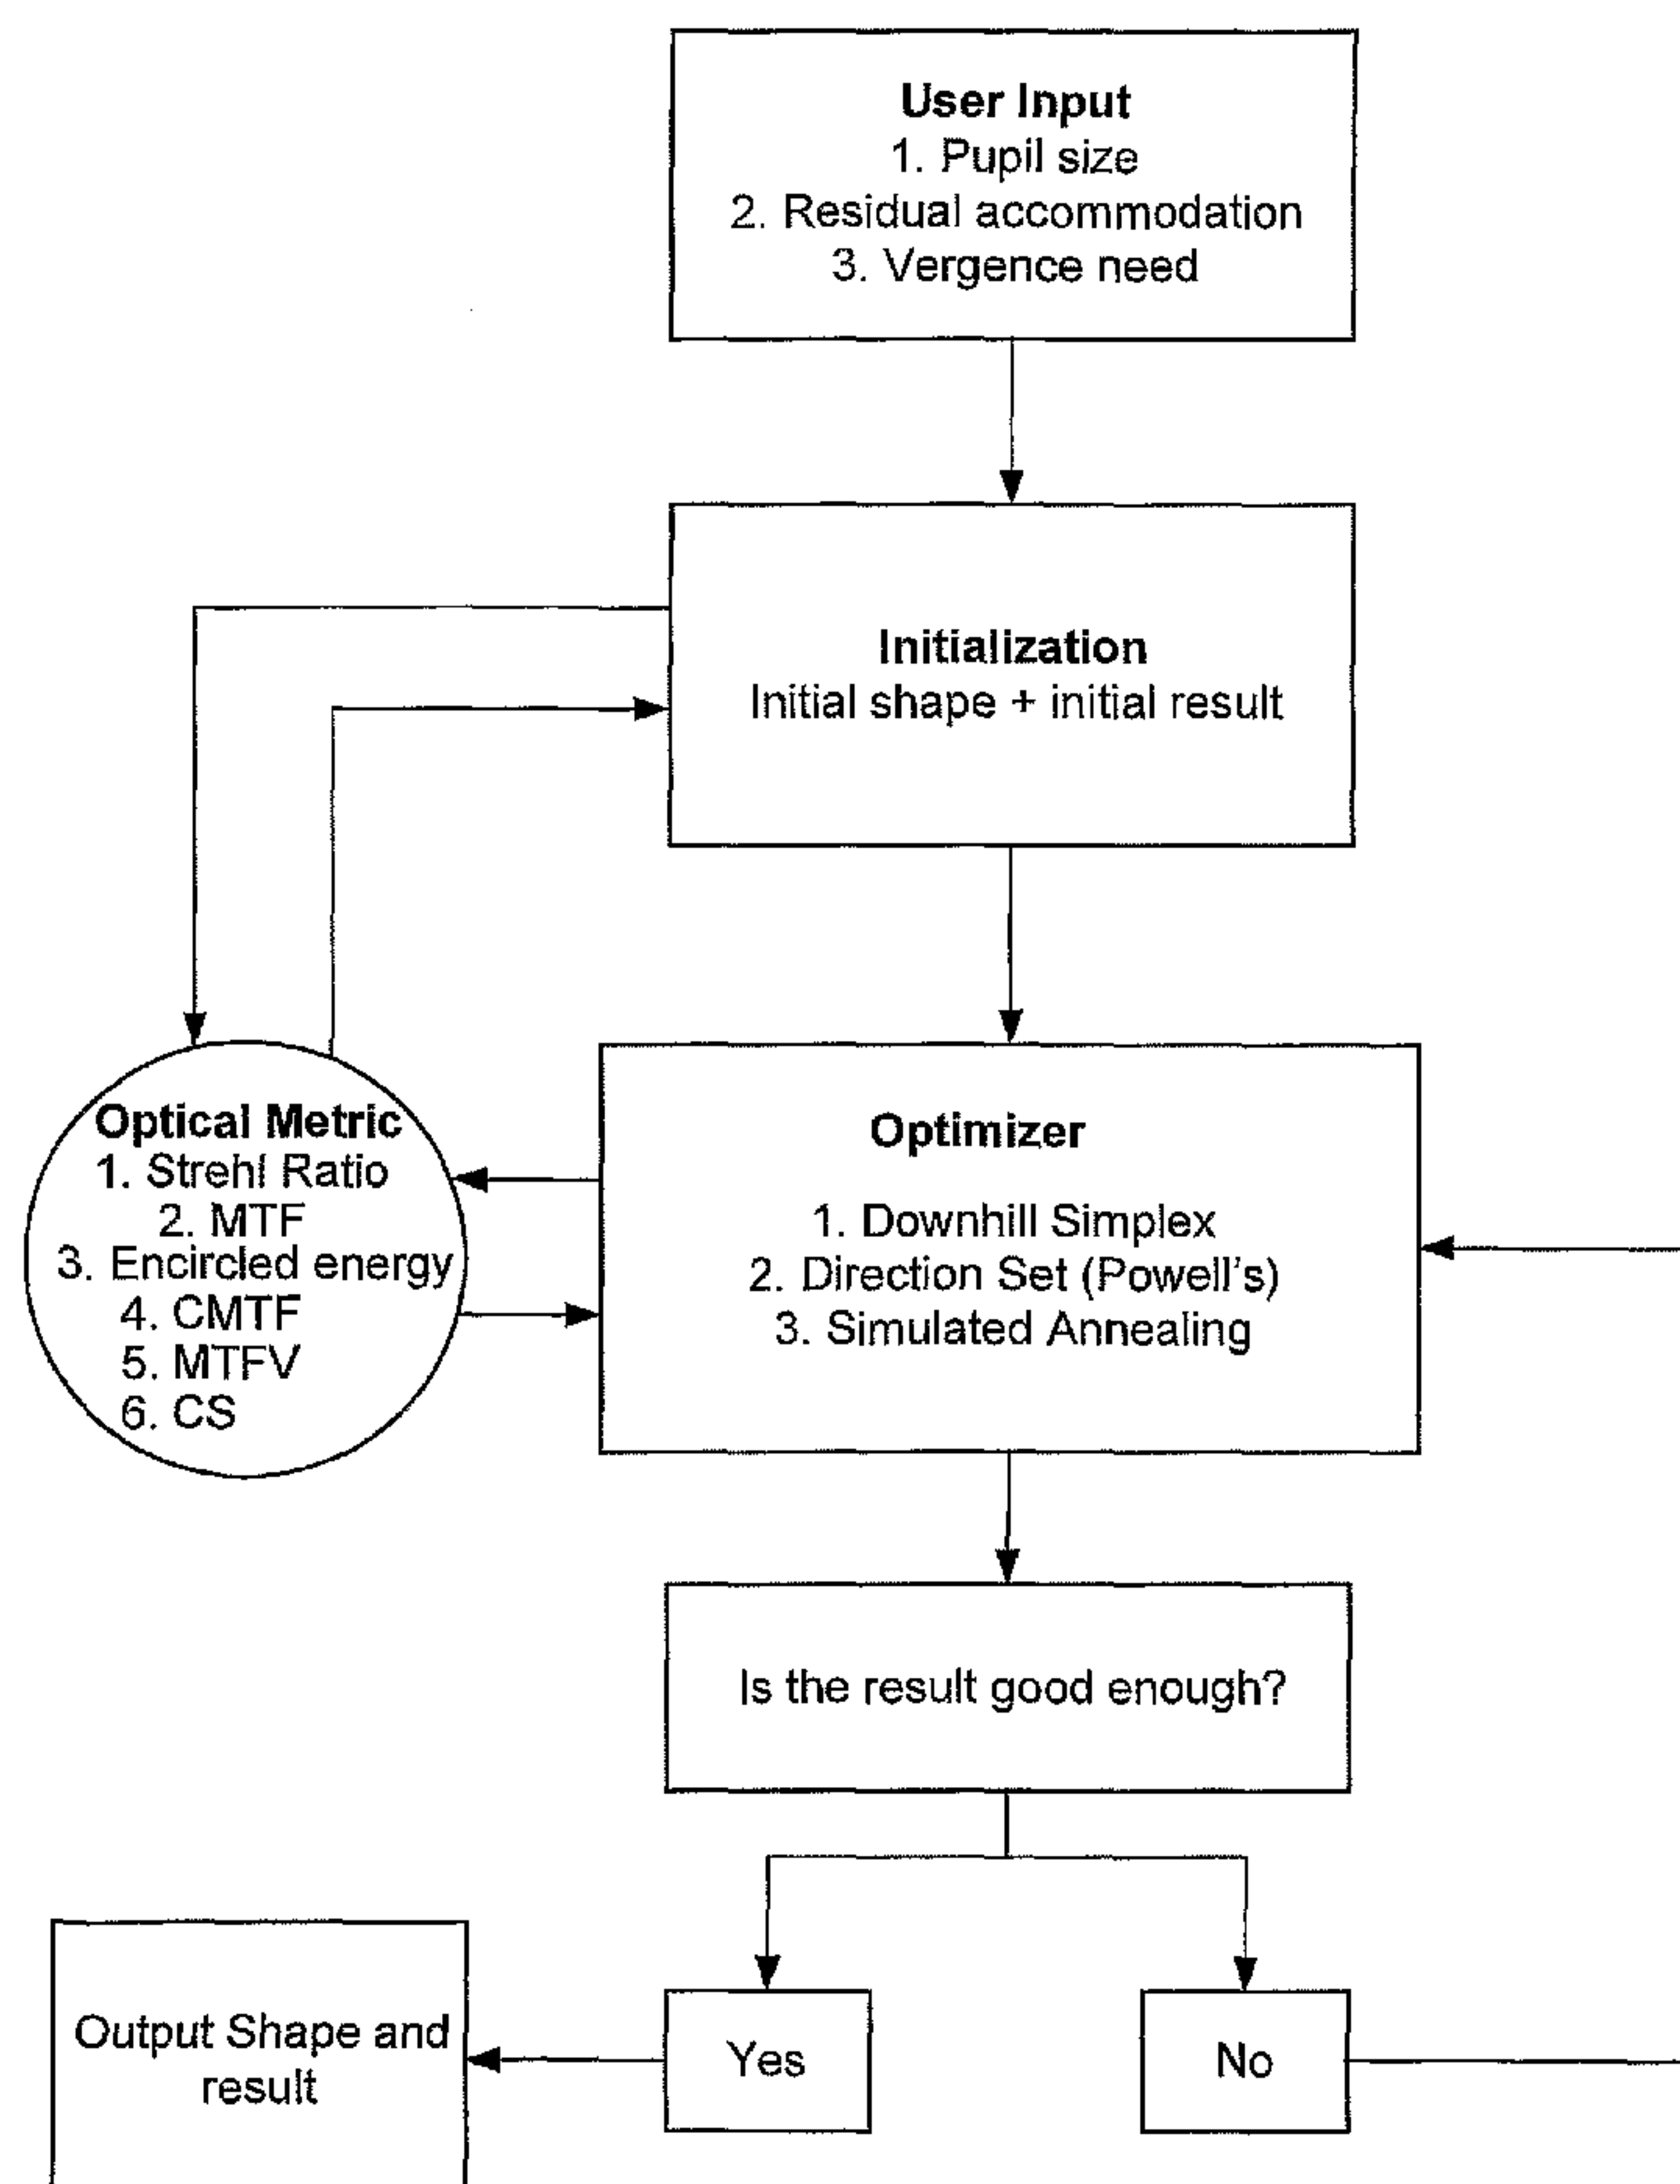 User Input
1. Pupil size
2. Residual accommodation
3. Vergence need
Initialization
Initial shape + initial result
Optical Metric
1. Strehl Ratio
2. MTF
3. Encircled energy
4. CMTF
5. MTFV
6. CS
Optimizer
1. Downhill Simplex
2. Direction Set (Powell's)
3. Simulated Annealing
Is the result good enough?
Output Shape and
result
Yes
No